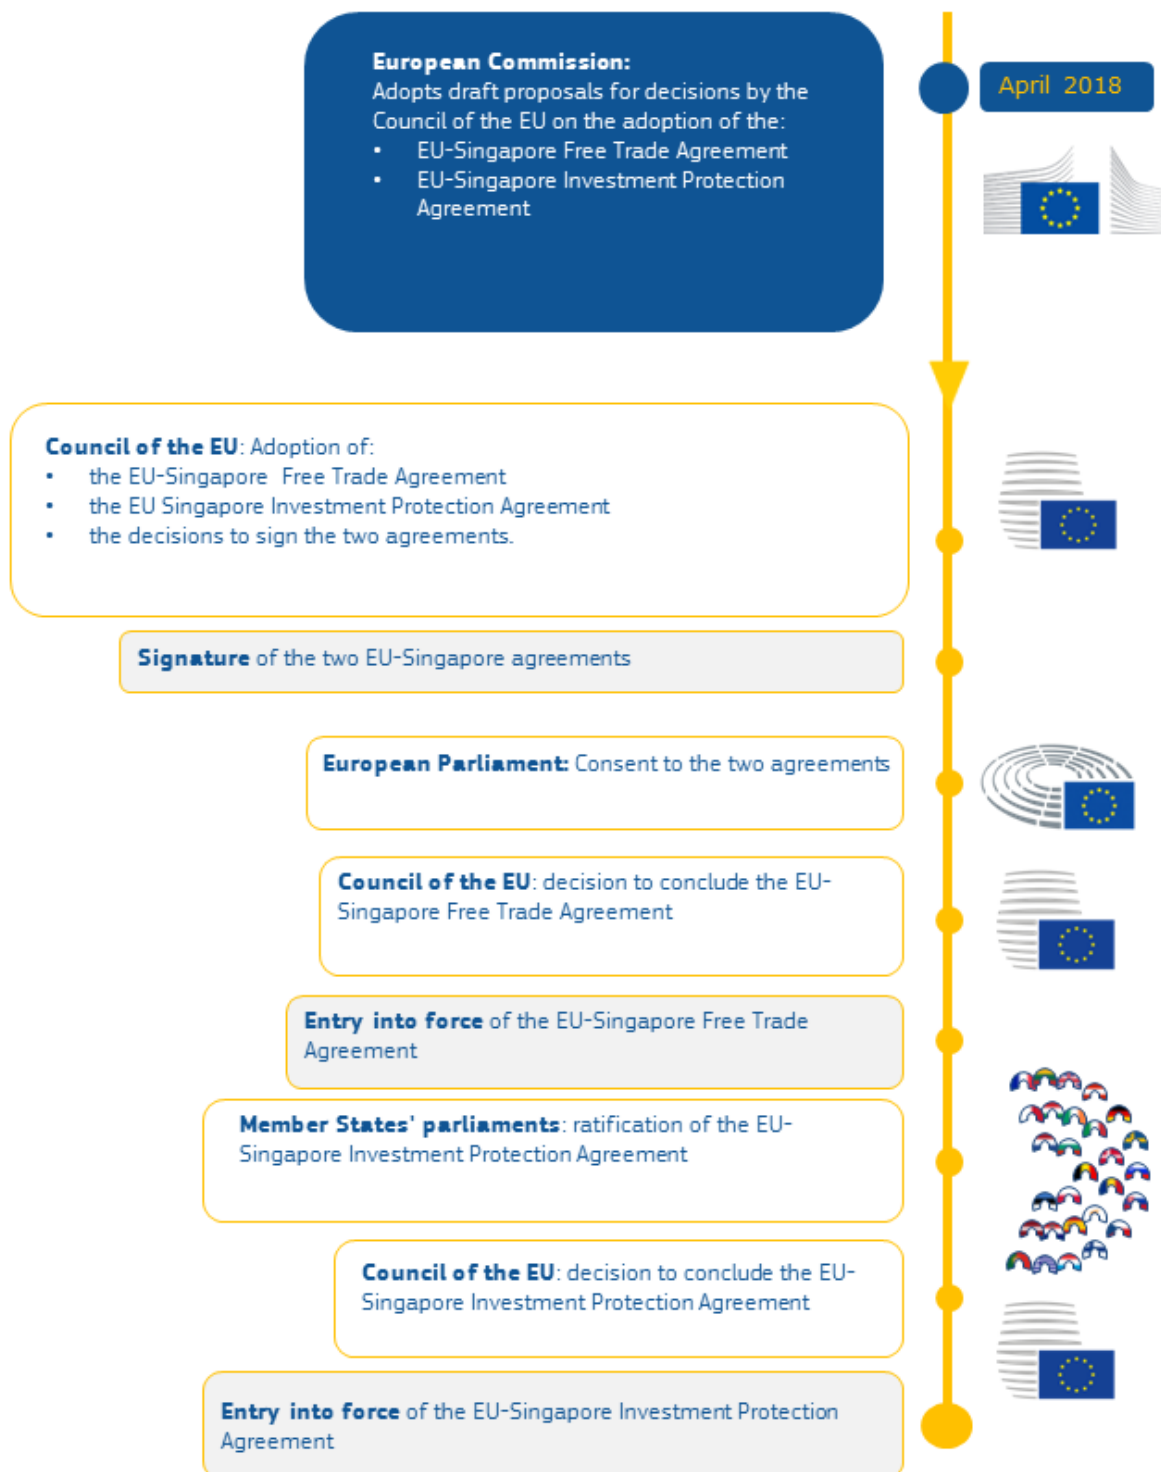 European Commission:
Adopts draft proposals for decisions by the
Council of the EU on the adoption of the:
• EU-Singapore Free Trade Agreement
• EU-Singapore Investment Protection
Agreement
April 2018
Council of the EU: Adoption of:
• the EU-Singapore Free Trade Agreement
• the EU Singapore Investment Protection Agreement
• the decisions to sign the two agreements.
Signature of the two EU-Singapore agreements
European Parliament: Consent to the two agreements
Council of the EU: decision to conclude the EU-
Singapore Free Trade Agreement
Entry into force of the EU-Singapore Free Trade
Agreement
Member States' parliaments: ratification of the EU-
Singapore Investment Protection Agreement
Council of the EU: decision to conclude the EU-
Singapore Investment Protection Agreement
Entry into force of the EU-Singapore Investment Protection
Agreement